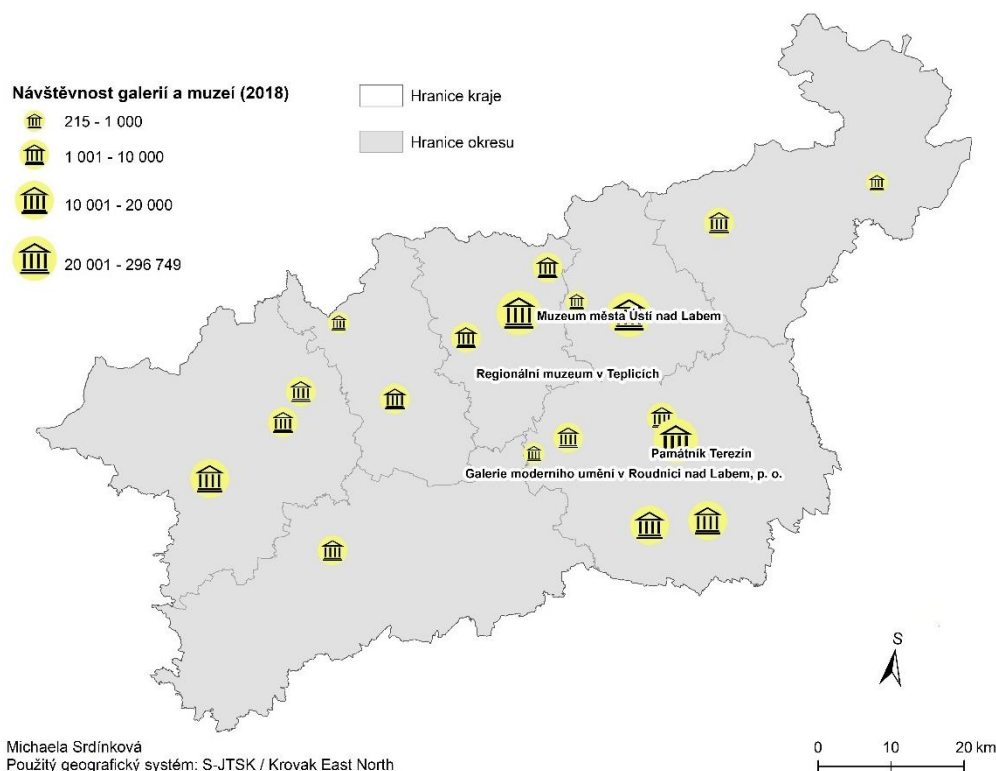 Návštěvnost galerií a muzeí (2018)
215 - 1 000
1 001 - 10 000
10 001 - 20 000
20 001 - 296 749
Hranice kraje
Hranice okresu
Muzeum města Ústí nad Labem
Regionální muzeum v Teplicích
Památník Terezín
Galerie moderního umění v Roudnici nad Labem, p. o.
S
Michaela Srdínková
Použitý geografický systém: S-JTSK / Krovak East North
0 10 20 km